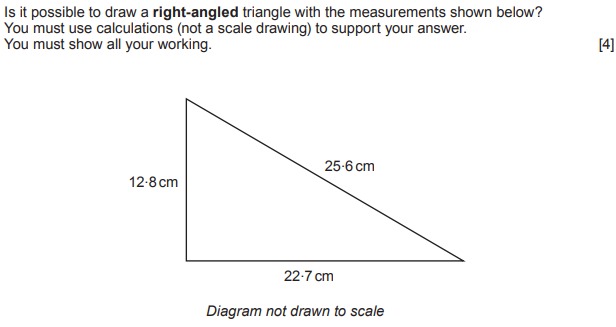 Is it possible to draw a right-angled triangle with the measurements shown below?
You must use calculations (not a scale drawing) to support your answer.
You must show all your working. [4]
25·6 cm
12·8 cm
22·7 cm
Diagram not drawn to scale